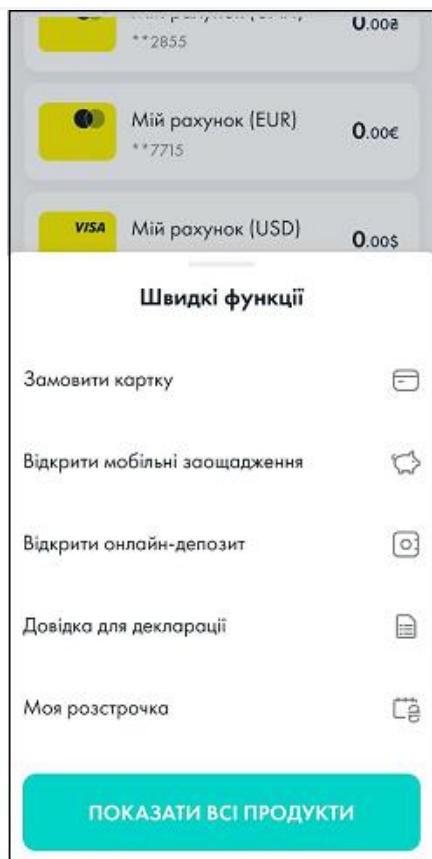 0.00₴
**2855
Мій рахунок (EUR)
0.00€
**7715
VISA
Мій рахунок (USD)
0.00$
Швидкі функції
Замовити картку
Відкрити мобільні заощадження
Відкрити онлайн-депозит
Довідка для декларації
Моя розстрочка
ПОКАЗАТИ ВСІ ПРОДУКТИ